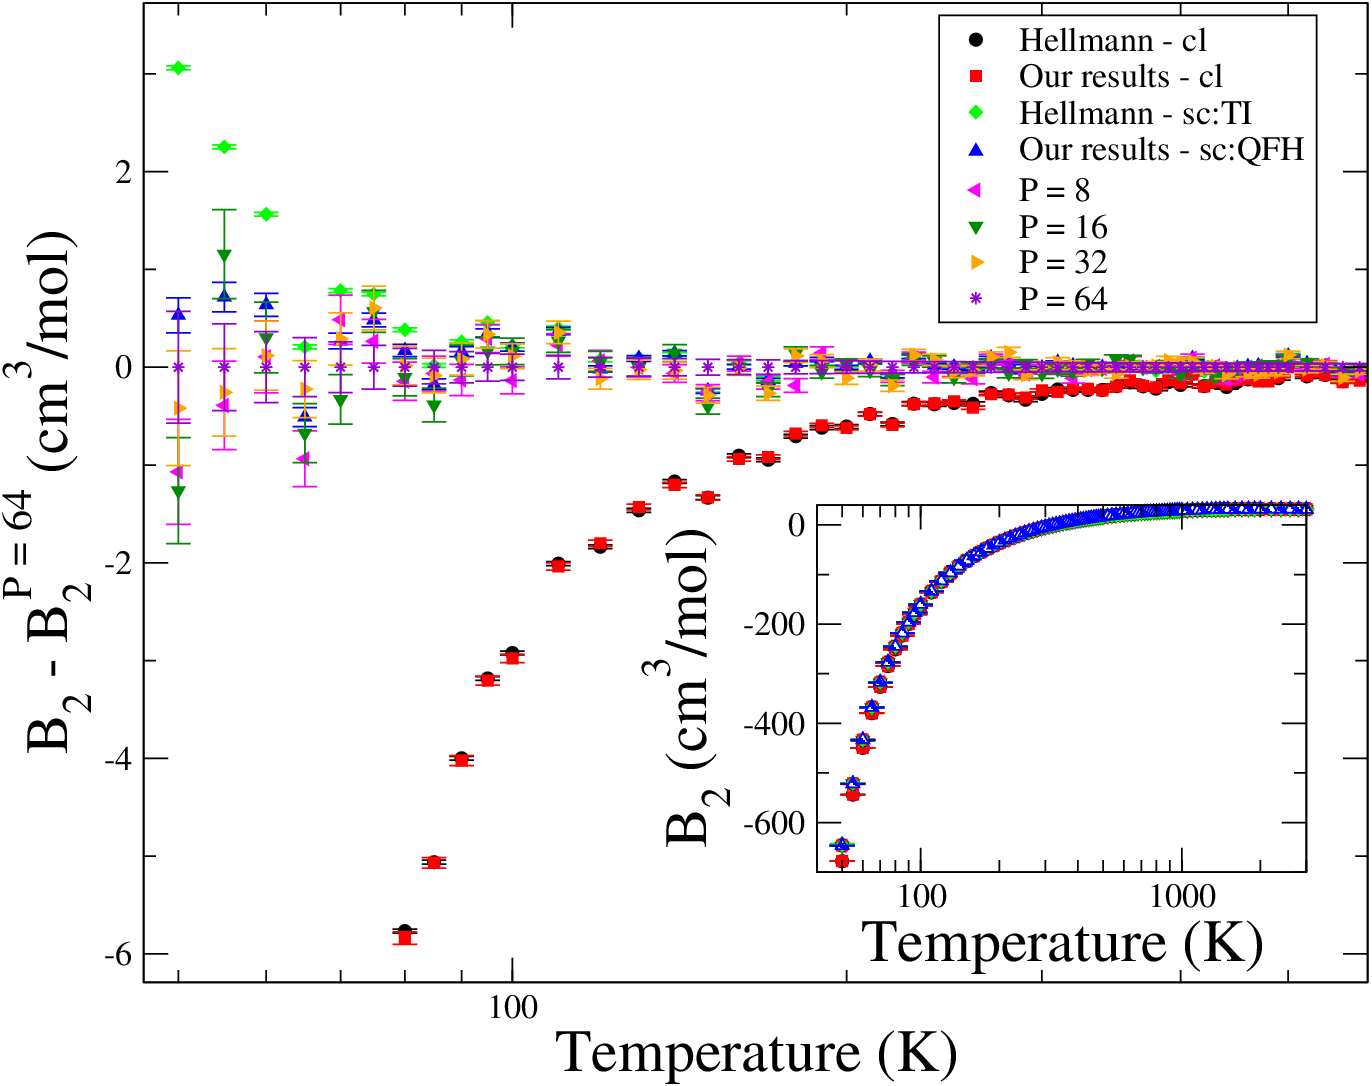 Hellmann - cl
Our results - cl
Hellmann - sc:TI
Our results - sc:QFH
P = 8
P = 16
P = 32
P = 64
2
0
-2
-4
-6
B₂ - B₂^P = 64 (cm³/mol)
100
Temperature (K)
0
-200
-400
-600
B₂ (cm³/mol)
100 1000
Temperature (K)